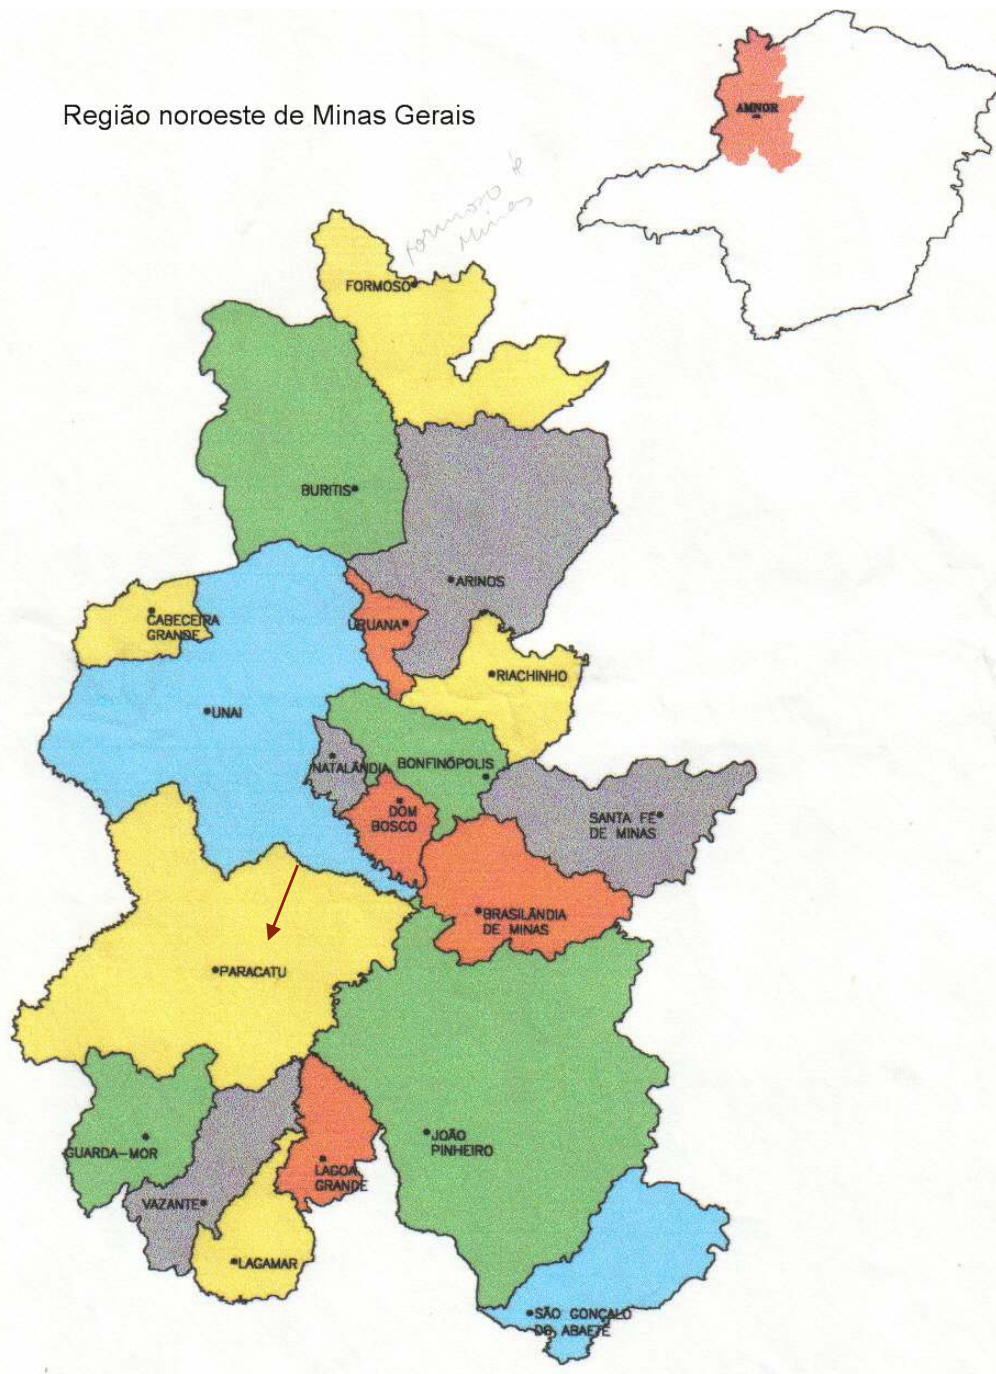 Região noroeste de Minas Gerais
AMNOR
Formoso de
Minas
FORMOSO
BURITIS
ARINOS
CABECEIRA
GRANDE
URUANA
RIACHINHO
UNAI
NATALÂNDIA
BONFINÓPOLIS
DOM
BOSCO
SANTA FÉ
DE MINAS
BRASILÂNDIA
DE MINAS
PARACATU
JOÃO
PINHEIRO
GUARDA-MOR
LAGOA
GRANDE
VAZANTE
LAGAMAR
SÃO GONÇALO
DO ABAETÉ